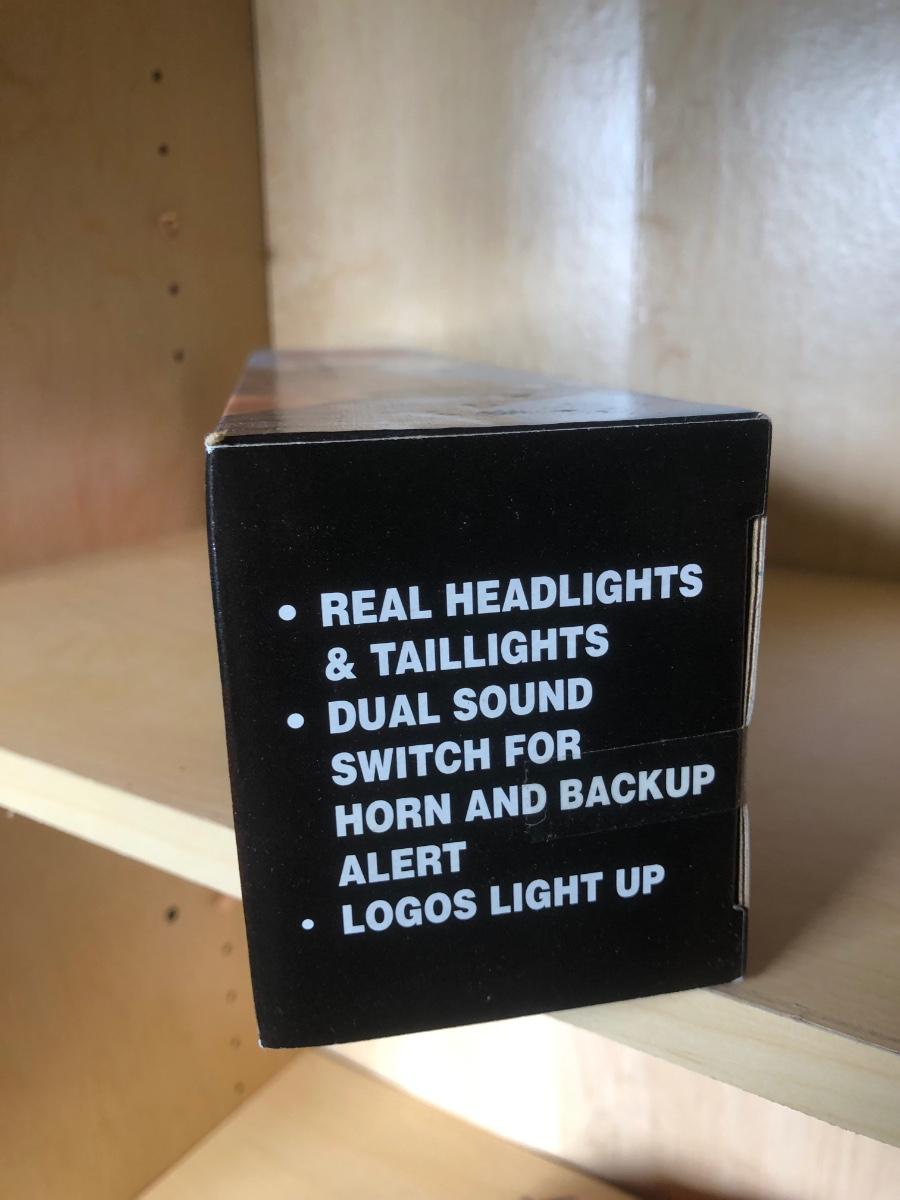 • REAL HEADLIGHTS
& TAILLIGHTS
• DUAL SOUND
SWITCH FOR
HORN AND BACKUP
ALERT
• LOGOS LIGHT UP